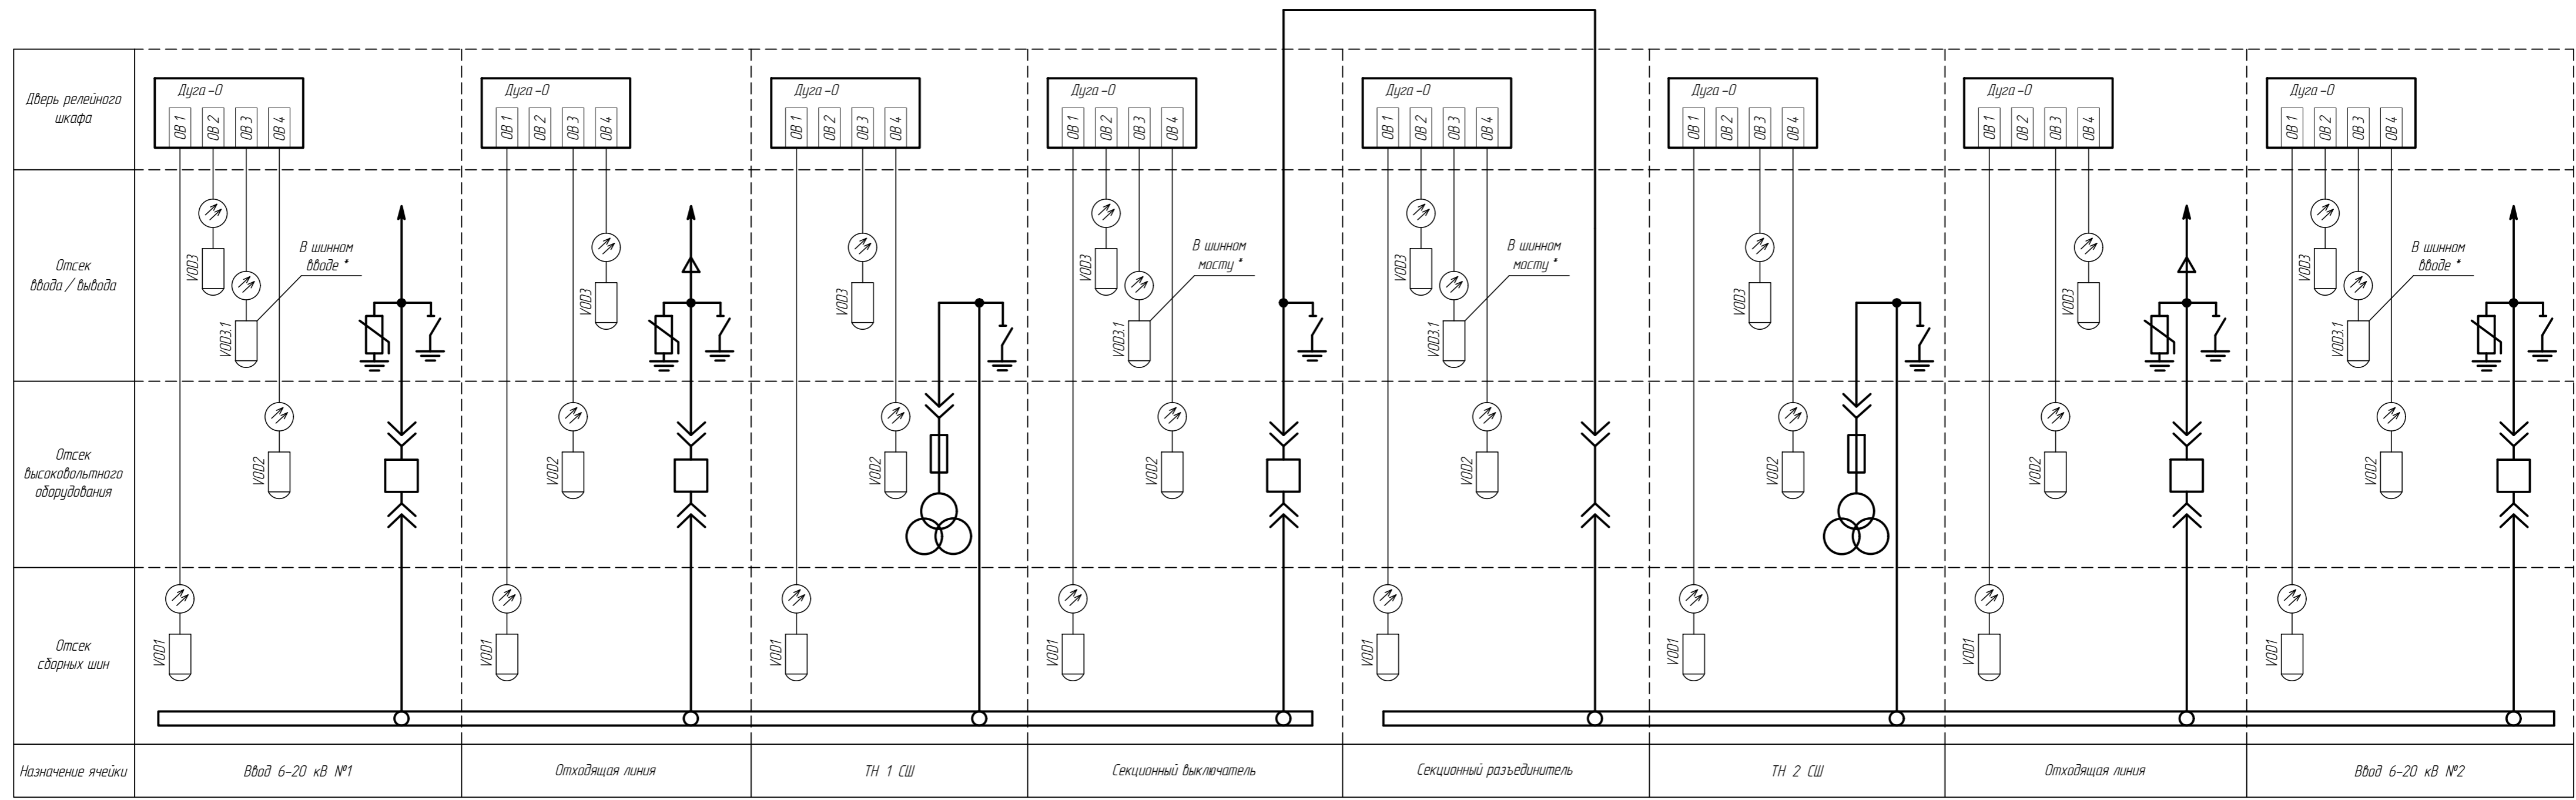 Дверь релейного
шкафа
Дуга-О
ОВ 1
ОВ 2
ОВ 3
ОВ 4
Дуга-О
ОВ 1
ОВ 2
ОВ 3
ОВ 4
Дуга-О
ОВ 1
ОВ 2
ОВ 3
ОВ 4
Дуга-О
ОВ 1
ОВ 2
ОВ 3
ОВ 4
Дуга-О
ОВ 1
ОВ 2
ОВ 3
ОВ 4
Дуга-О
ОВ 1
ОВ 2
ОВ 3
ОВ 4
Дуга-О
ОВ 1
ОВ 2
ОВ 3
ОВ 4
Дуга-О
ОВ 1
ОВ 2
ОВ 3
ОВ 4
Отсек
ввода / вывода
VOD3
VOD3.1
В шинном
вводе *
VOD3
VOD3
VOD3
VOD3.1
В шинном
мосту *
VOD3
VOD3.1
В шинном
мосту *
VOD3
VOD3
VOD3
VOD3.1
В шинном
вводе *
Отсек
высоковольтного
оборудования
VOD2
VOD2
VOD2
VOD2
VOD2
VOD2
VOD2
VOD2
Отсек
сборных шин
VOD1
VOD1
VOD1
VOD1
VOD1
VOD1
VOD1
VOD1
Назначение ячейки
Ввод 6-20 кВ №1
Отходящая линия
ТН 1 СШ
Секционный выключатель
Секционный разъединитель
ТН 2 СШ
Отходящая линия
Ввод 6-20 кВ №2